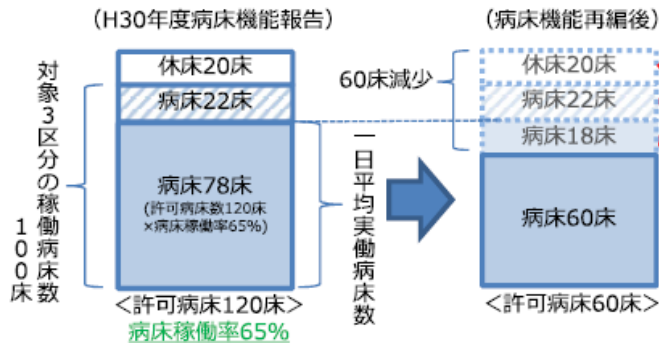 （H30年度病床機能報告）
対象３区分の稼働病床数
１００床
休床20床
病床22床
病床78床
(許可病床数120床
×病床稼働率65%)
＜許可病床120床＞
病床稼働率65%
一日平均実働病床数
（病床機能再編後）
60床減少
休床20床
病床22床
病床18床
病床60床
＜許可病床60床＞